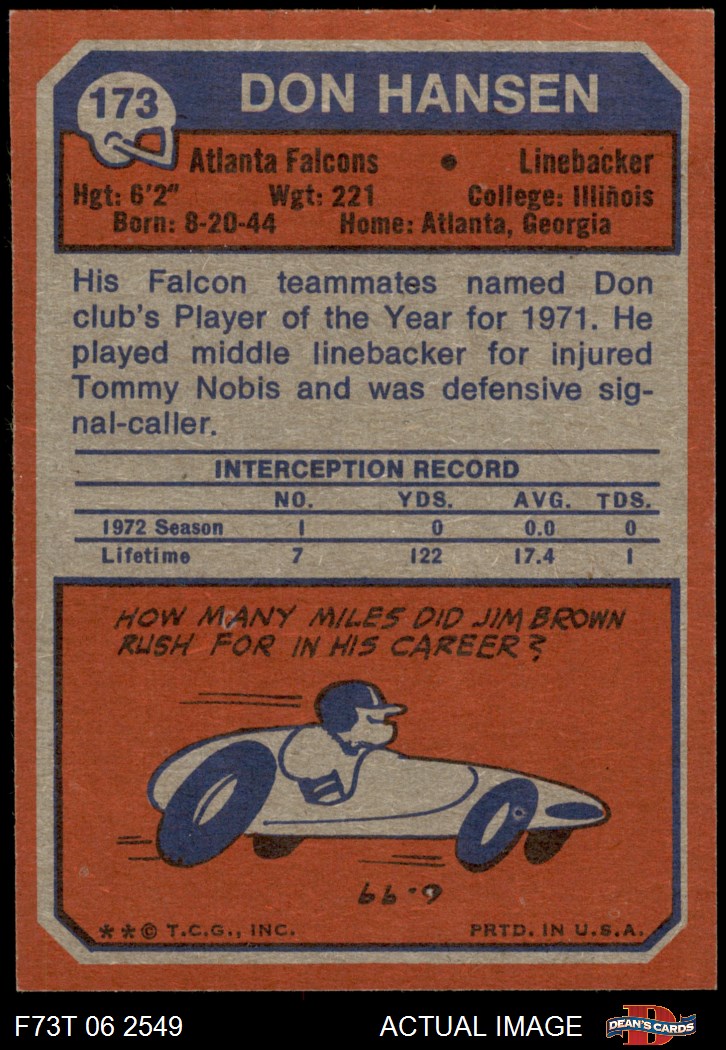 173
DON HANSEN
Atlanta Falcons • Linebacker
Hgt: 6'2" Wgt: 221 College: Illinois
Born: 8-20-44 Home: Atlanta, Georgia
His Falcon teammates named Don
club's Player of the Year for 1971. He
played middle linebacker for injured
Tommy Nobis and was defensive sig-
nal-caller.
INTERCEPTION RECORD
NO. YDS. AVG. TDS.
1972 Season 1 0 0.0 0
Lifetime 7 122 17.4 1
HOW MANY MILES DID JIM BROWN
RUSH FOR IN HIS CAREER?
6.99
**© T.C.G., INC. PRTD. IN U.S.A.
F73T 06 2549 ACTUAL IMAGE DEAN'S CARDS